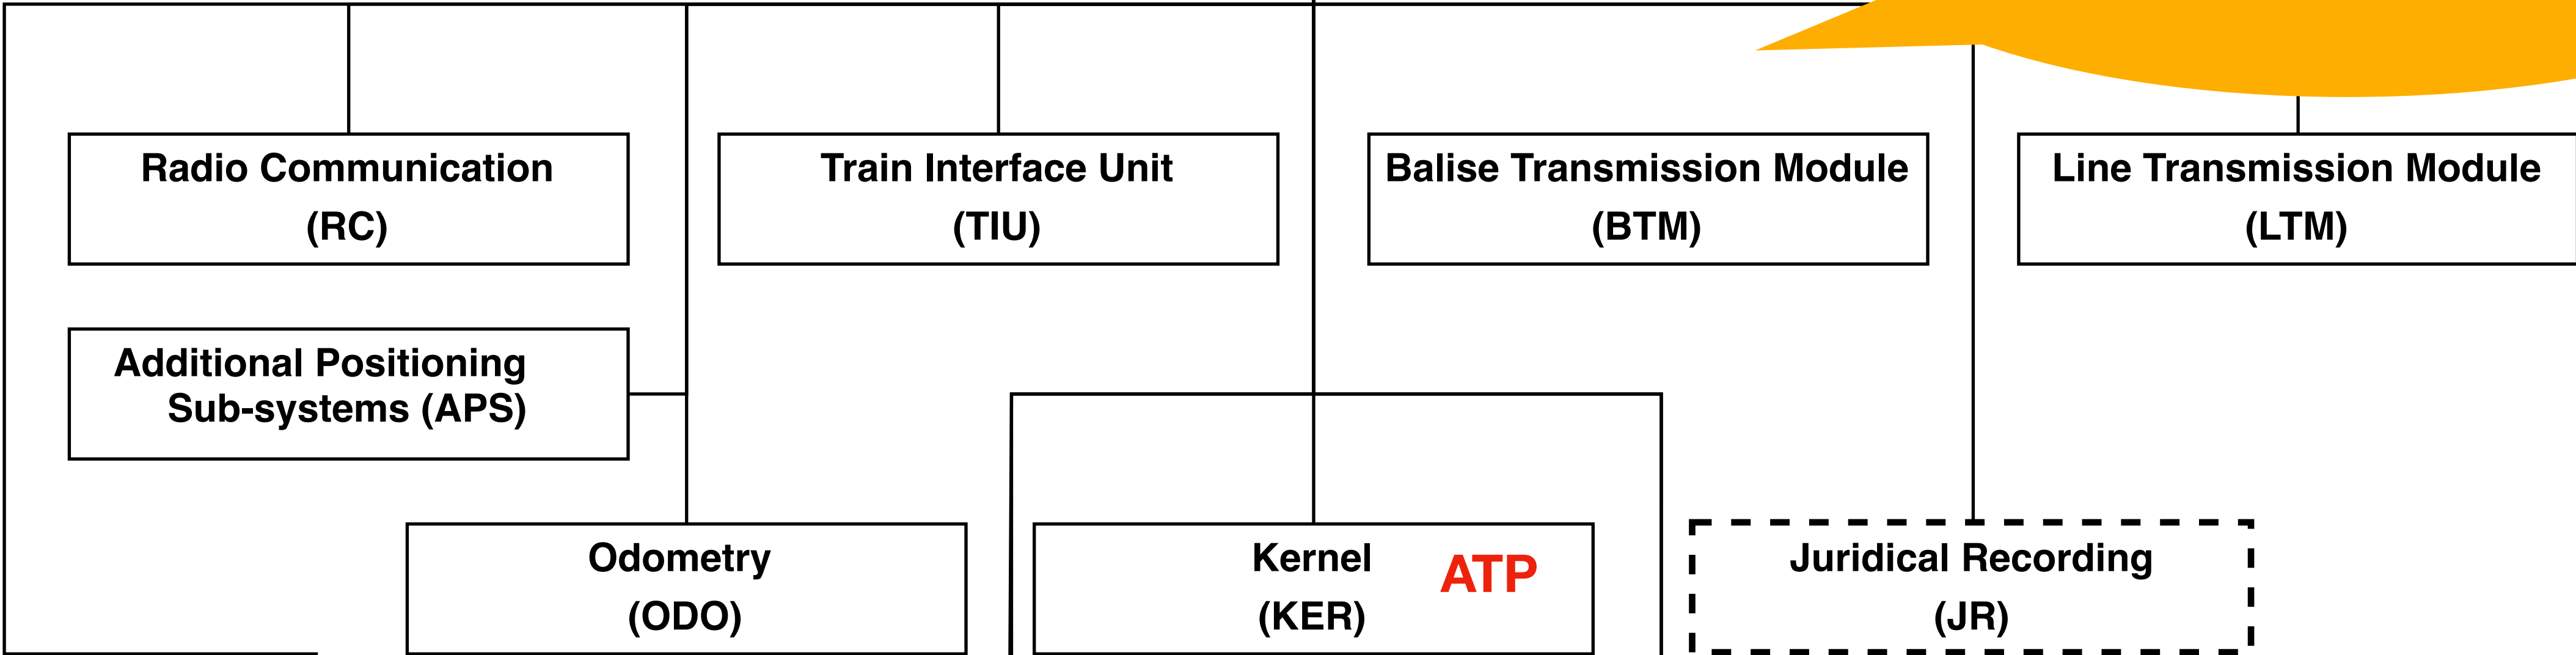 Radio Communication
(RC)
Train Interface Unit
(TIU)
Balise Transmission Module
(BTM)
Line Transmission Module
(LTM)
Additional Positioning
Sub-systems (APS)
Odometry
(ODO)
Kernel
(KER)
ATP
Juridical Recording
(JR)